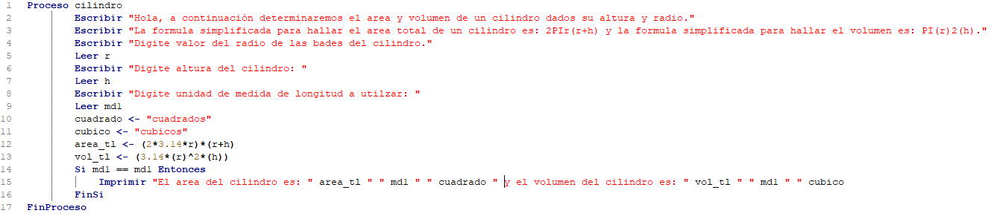 1 Proceso cilindro
2 Escribir "Hola, a continuación determinaremos el area y volumen de un cilindro dados su altura y radio."
3 Escribir "La formula simplificada para hallar el area total de un cilindro es: 2PIr(r+h) y la formula simplificada para hallar el volumen es: PI(r)2(h)."
4 Escribir "Digite valor del radio de las bades del cilindro."
5 Leer r
6 Escribir "Digite altura del cilindro: "
7 Leer h
8 Escribir "Digite unidad de medida de longitud a utilzar: "
9 Leer mdl
10 cuadrado <- "cuadrados"
11 cubico <- "cubicos"
12 area_tl <- (2*3.14*r)*(r+h)
13 vol_tl <- (3.14*(r)^2*(h))
14 Si mdl == mdl Entonces
15 Imprimir "El area del cilindro es: " area_tl " " mdl " " cuadrado " y el volumen del cilindro es: " vol_tl " " mdl " " cubico
16 FinSi
17 FinProceso